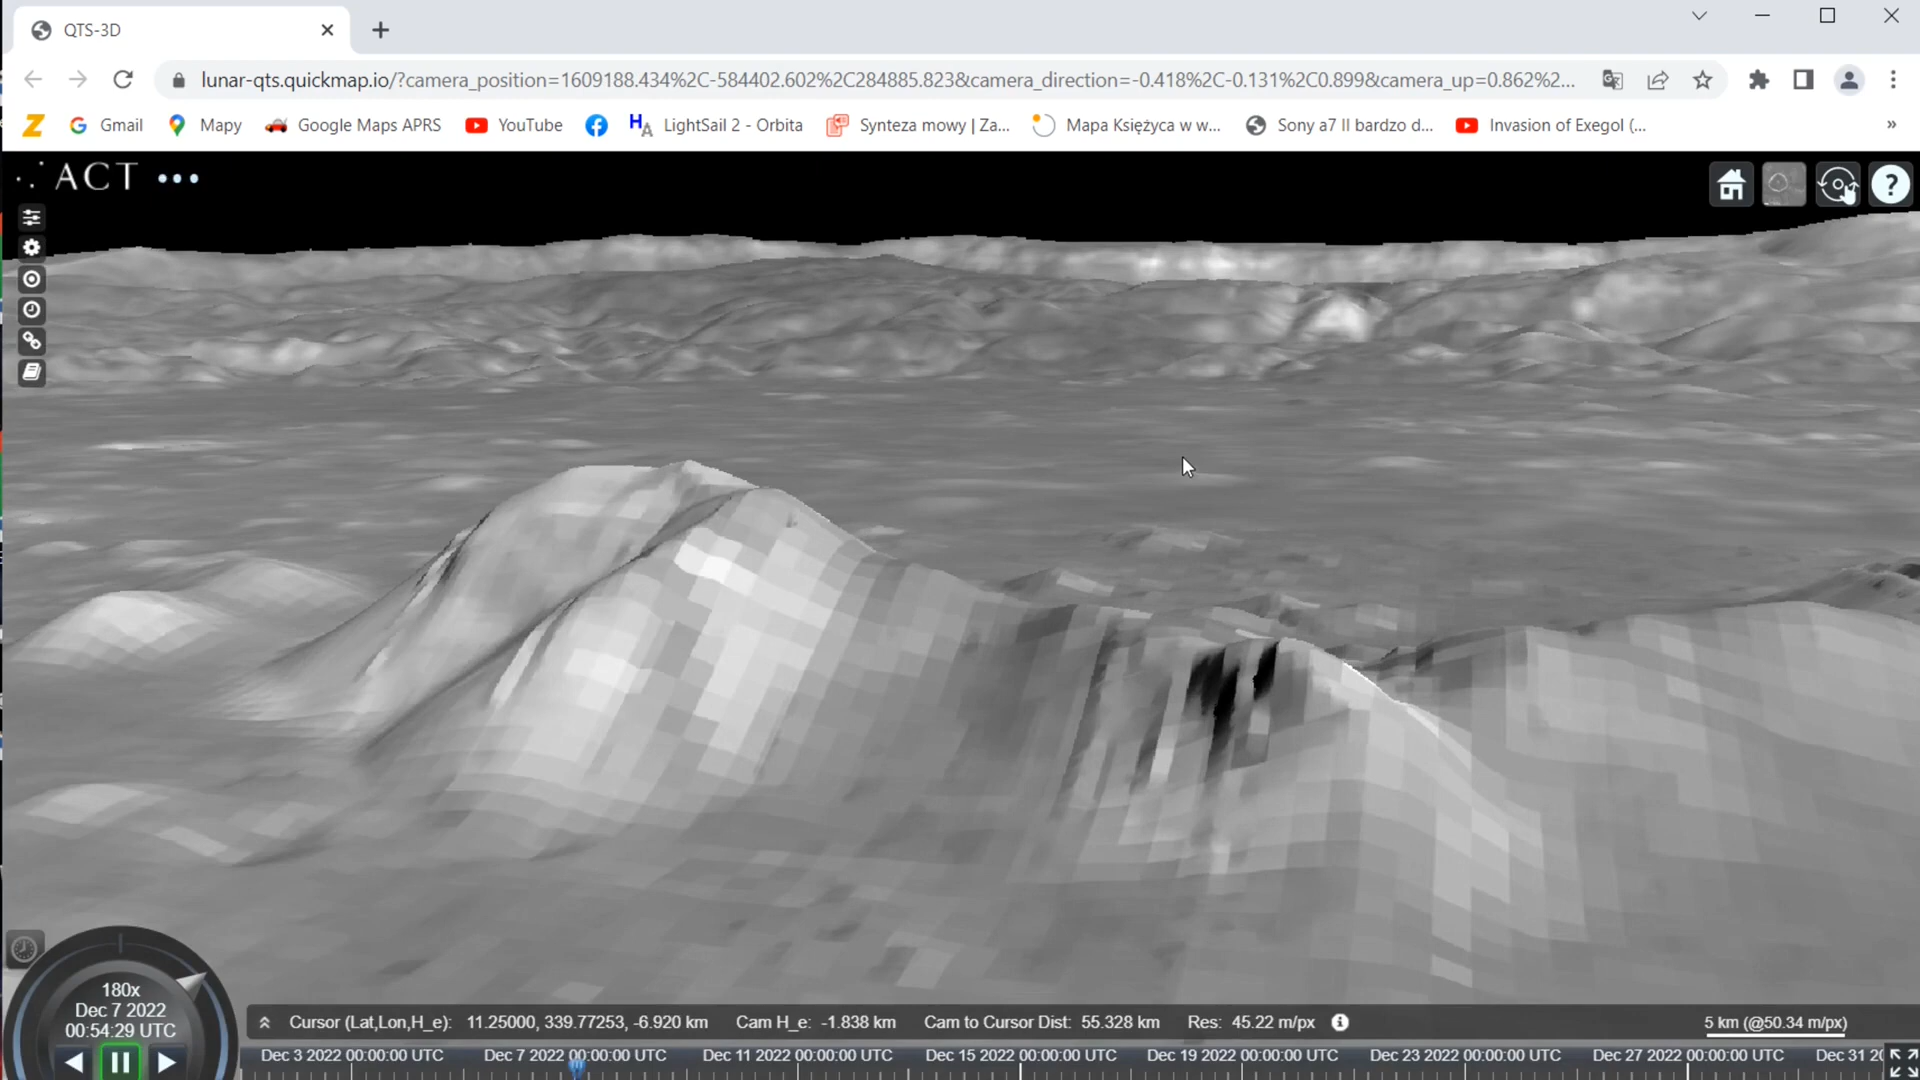 QTS-3D
lunar-qts.quickmap.io/?camera_position=1609188.434%2C-584402.602%2C284885.823&camera_direction=-0.418%2C-0.131%2C0.899&camera_up=0.862%2...
Gmail Mapy Google Maps APRS YouTube HA LightSail 2 - Orbita Synteza mowy | Za... Mapa Księżyca w w... Sony a7 II bardzo d... Invasion of Exegol (... »
ACT
180x
Dec 7 2022
00:54:29 UTC
Cursor (Lat,Lon,H_e): 11.25000, 339.77253, -6.920 km Cam H_e: -1.838 km Cam to Cursor Dist: 55.328 km Res: 45.22 m/px 5 km (@50.34 m/px)
Dec 3 2022 00:00:00 UTC Dec 7 2022 00:00:00 UTC Dec 11 2022 00:00:00 UTC Dec 15 2022 00:00:00 UTC Dec 19 2022 00:00:00 UTC Dec 23 2022 00:00:00 UTC Dec 27 2022 00:00:00 UTC Dec 31 20